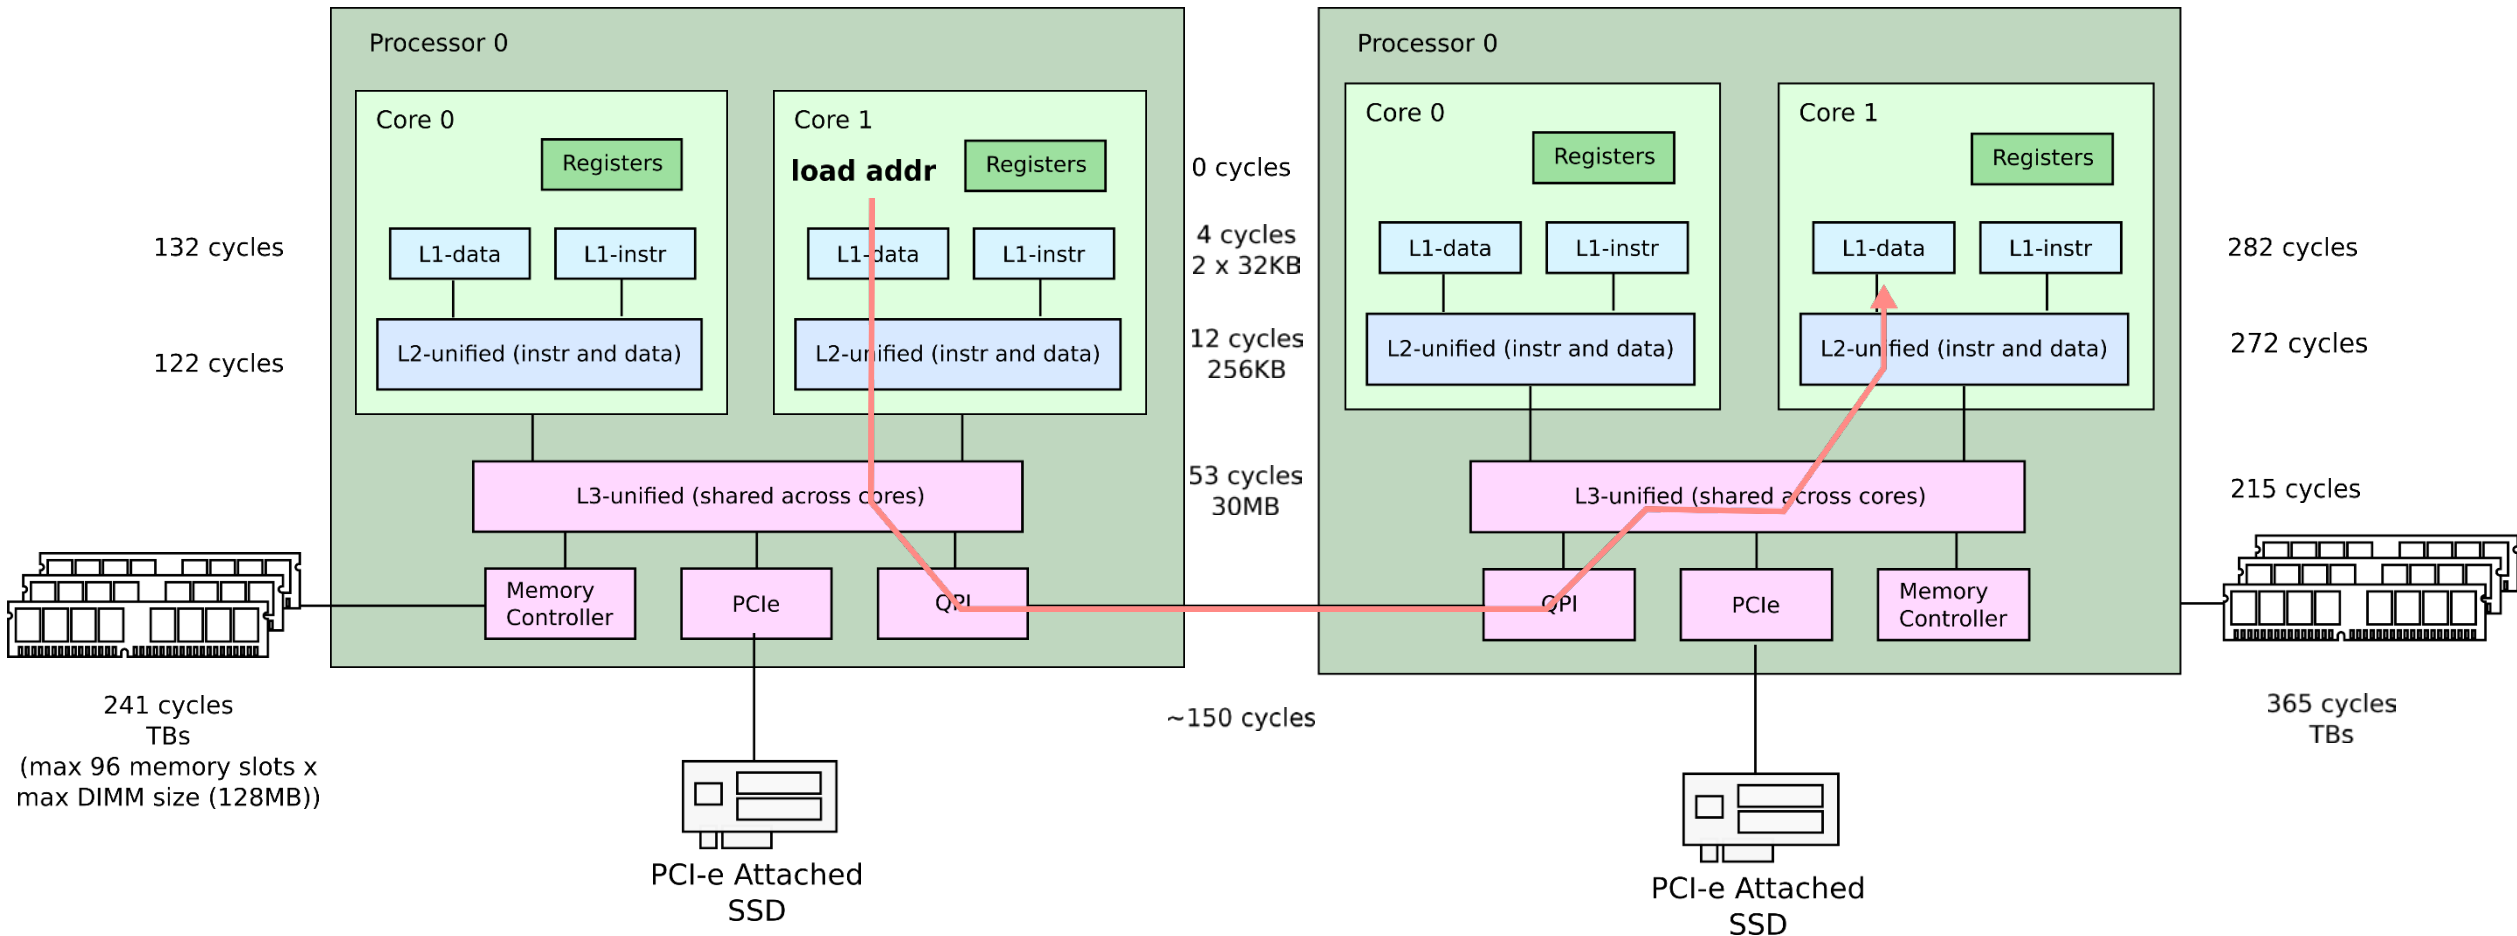 Processor 0
Core 0
Registers
L1-data
L1-instr
L2-unified (instr and data)
Core 1
load addr
Registers
L1-data
L1-instr
L2-unified (instr and data)
L3-unified (shared across cores)
Memory
Controller
PCIe
QPI
132 cycles
122 cycles
241 cycles
TBs
(max 96 memory slots x
max DIMM size (128MB))
PCI-e Attached
SSD
0 cycles
4 cycles
2 x 32KB
12 cycles
256KB
53 cycles
30MB
~150 cycles
Processor 0
Core 0
Registers
L1-data
L1-instr
L2-unified (instr and data)
Core 1
Registers
L1-data
L1-instr
L2-unified (instr and data)
L3-unified (shared across cores)
QPI
PCIe
Memory
Controller
282 cycles
272 cycles
215 cycles
365 cycles
TBs
PCI-e Attached
SSD